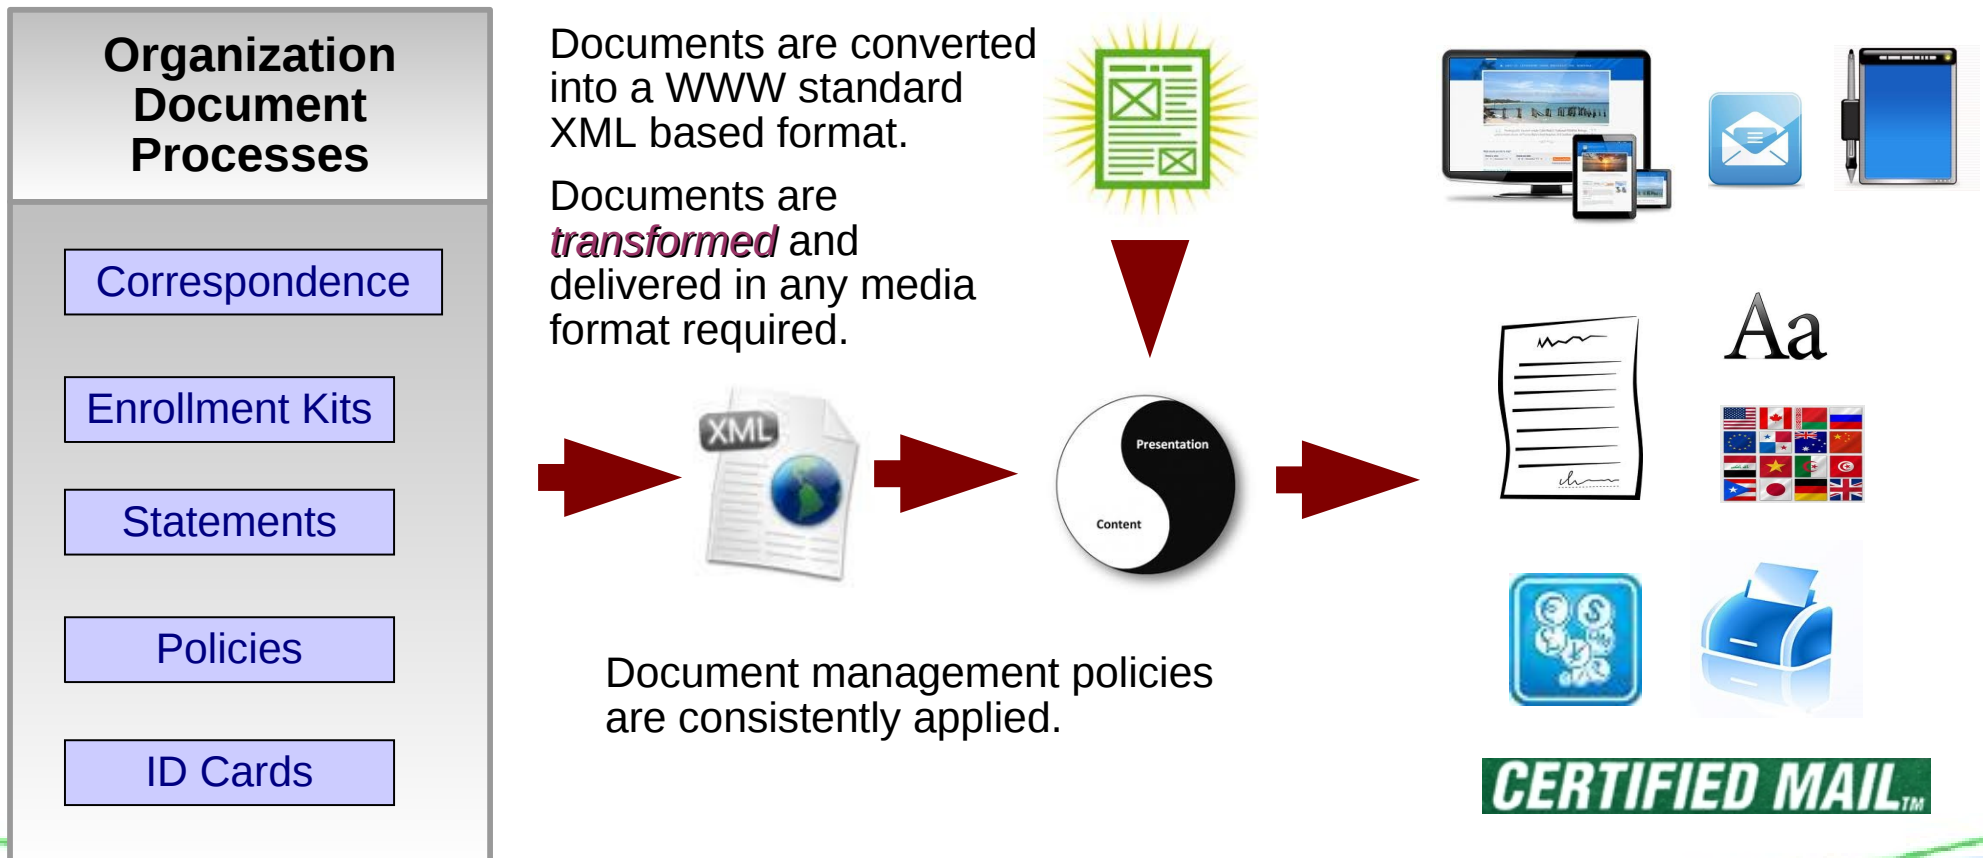 Organization
Document
Processes
Correspondence
Enrollment Kits
Statements
Policies
ID Cards
Documents are converted
into a WWW standard
XML based format.
Documents are
transformed and
delivered in any media
format required.
XML
Presentation
Content
Document management policies
are consistently applied.
Aa
CERTIFIED MAIL™